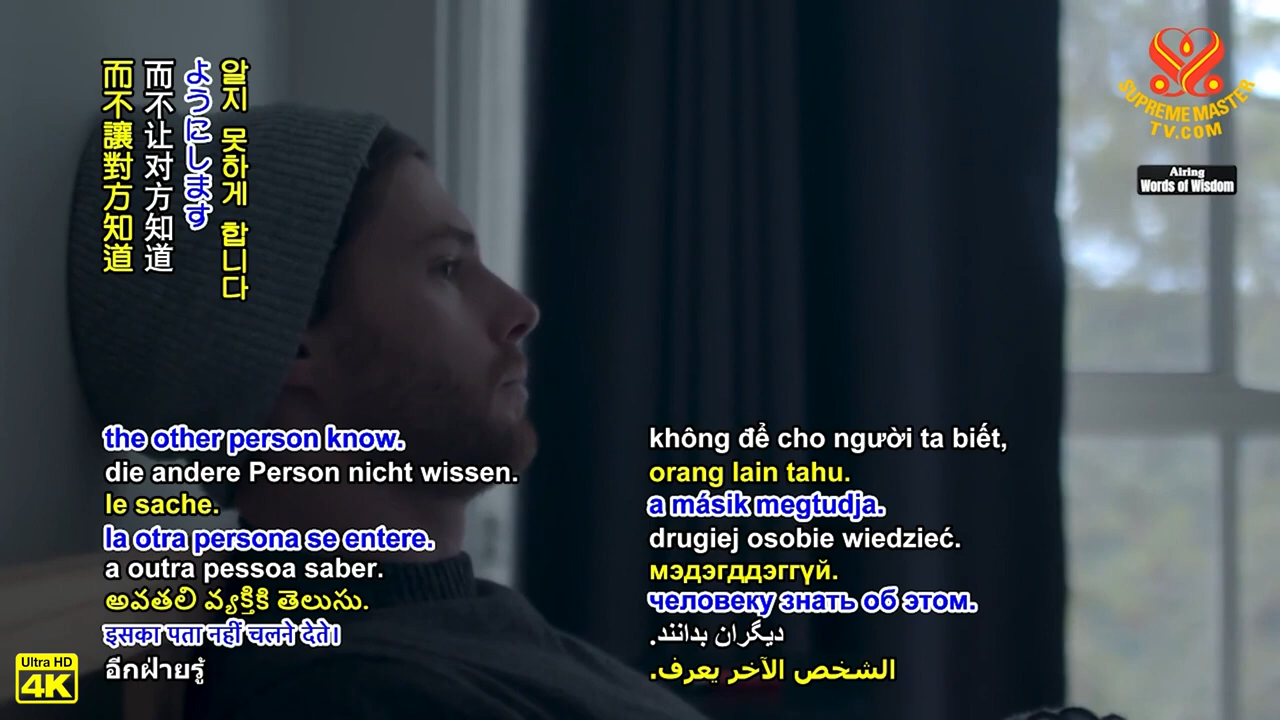 而不讓對方知道
而不让对方知道
ようにします
알지 못하게 합니다
SUPREME MASTER
TV.COM
Airing
Words of Wisdom
the other person know.
die andere Person nicht wissen.
le sache.
la otra persona se entere.
a outra pessoa saber.
అవతలి వ్యక్తికి తెలుసు.
इसका पता नहीं चलने देते।
อีกฝ่ายรู้
không để cho người ta biết,
orang lain tahu.
a másik megtudja.
drugiej osobie wiedzieć.
мэдэгддэггүй.
человеку знать об этом.
دیگران بدانند.
الشخص الآخر يعرف.
Ultra HD
4K